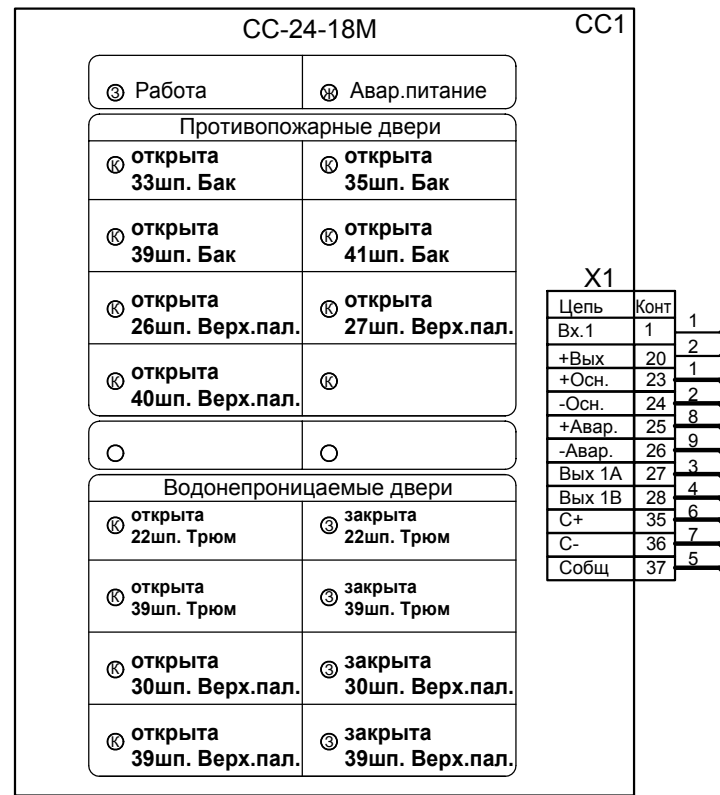 СС-24-18М
СС1
З Работа
Ж Авар.питание
Противопожарные двери
К открыта
33шп. Бак
К открыта
35шп. Бак
К открыта
39шп. Бак
К открыта
41шп. Бак
К открыта
26шп. Верх.пал.
К открыта
27шп. Верх.пал.
К открыта
40шп. Верх.пал.
К
Водонепроницаемые двери
К открыта
22шп. Трюм
З закрыта
22шп. Трюм
К открыта
39шп. Трюм
З закрыта
39шп. Трюм
К открыта
30шп. Верх.пал.
З закрыта
30шп. Верх.пал.
К открыта
39шп. Верх.пал.
З закрыта
39шп. Верх.пал.
Х1
Цепь Конт
Вх.1 1 1
+Вых 20 2
+Осн. 23 1
-Осн. 24 2
+Авар. 25 8
-Авар. 26 9
Вых 1А 27 3
Вых 1В 28 4
С+ 35 6
С- 36 7
Собщ 37 5